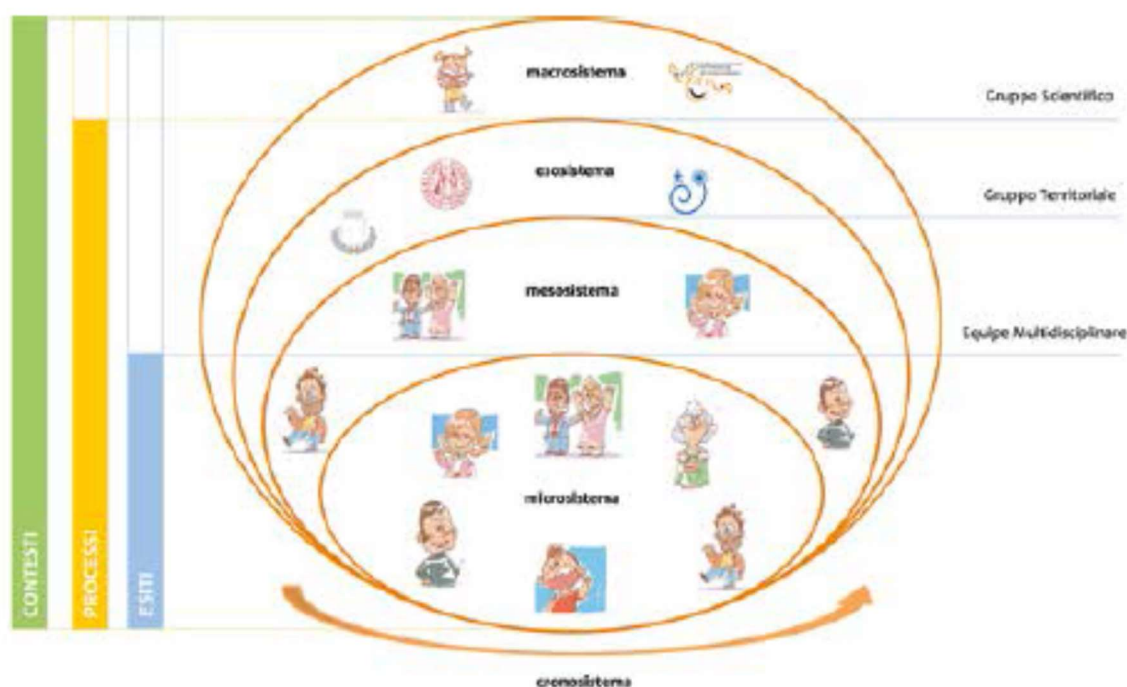 macrosistema
Gruppo Scientifico
esosistema
Gruppo Territoriale
mesosistema
Equipe Multidisciplinare
microsistema
CONTESTI
PROCESSI
ESITI
cronosistema